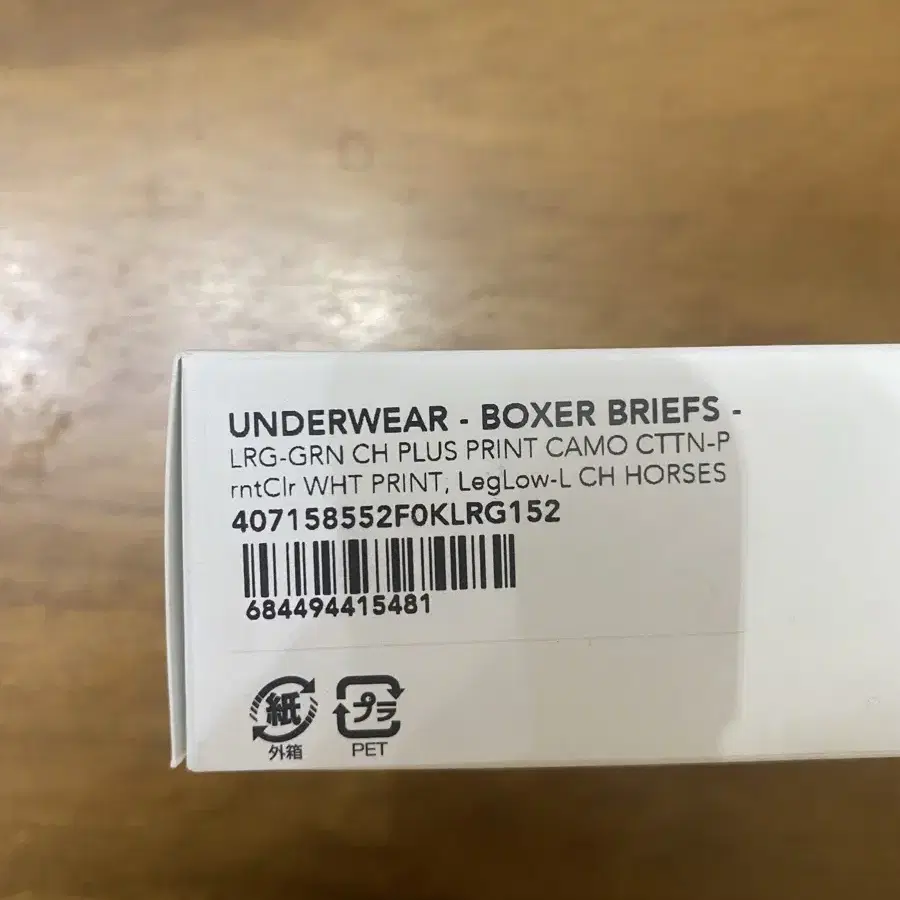 UNDERWEAR - BOXER BRIEFS -
LRG-GRN CH PLUS PRINT CAMO CTTN-P
rntClr WHT PRINT, LegLow-L CH HORSES
407158552F0KLRG152
684494415481
紙 プラ
外箱 PET